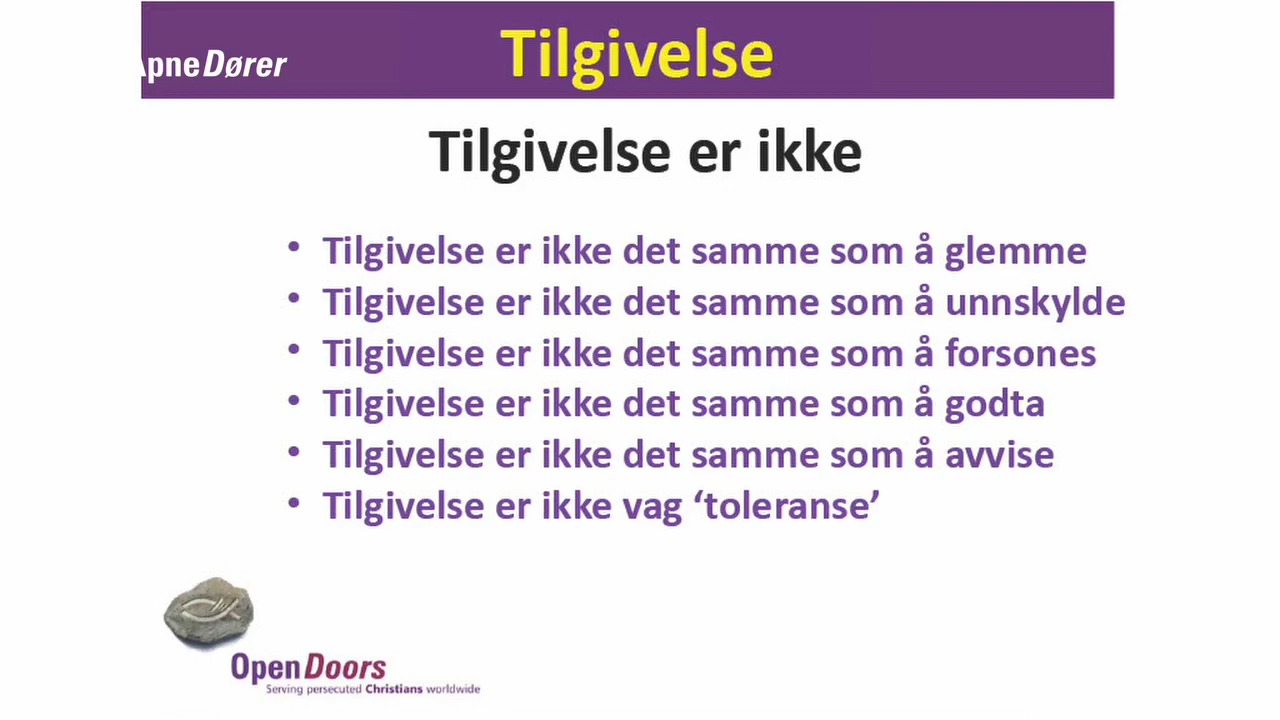 Tilgivelse
ÅpneDører
Tilgivelse er ikke
• Tilgivelse er ikke det samme som å glemme
• Tilgivelse er ikke det samme som å unnskylde
• Tilgivelse er ikke det samme som å forsones
• Tilgivelse er ikke det samme som å godta
• Tilgivelse er ikke det samme som å avvise
• Tilgivelse er ikke vag ‘toleranse’
OpenDoors
Serving persecuted Christians worldwide